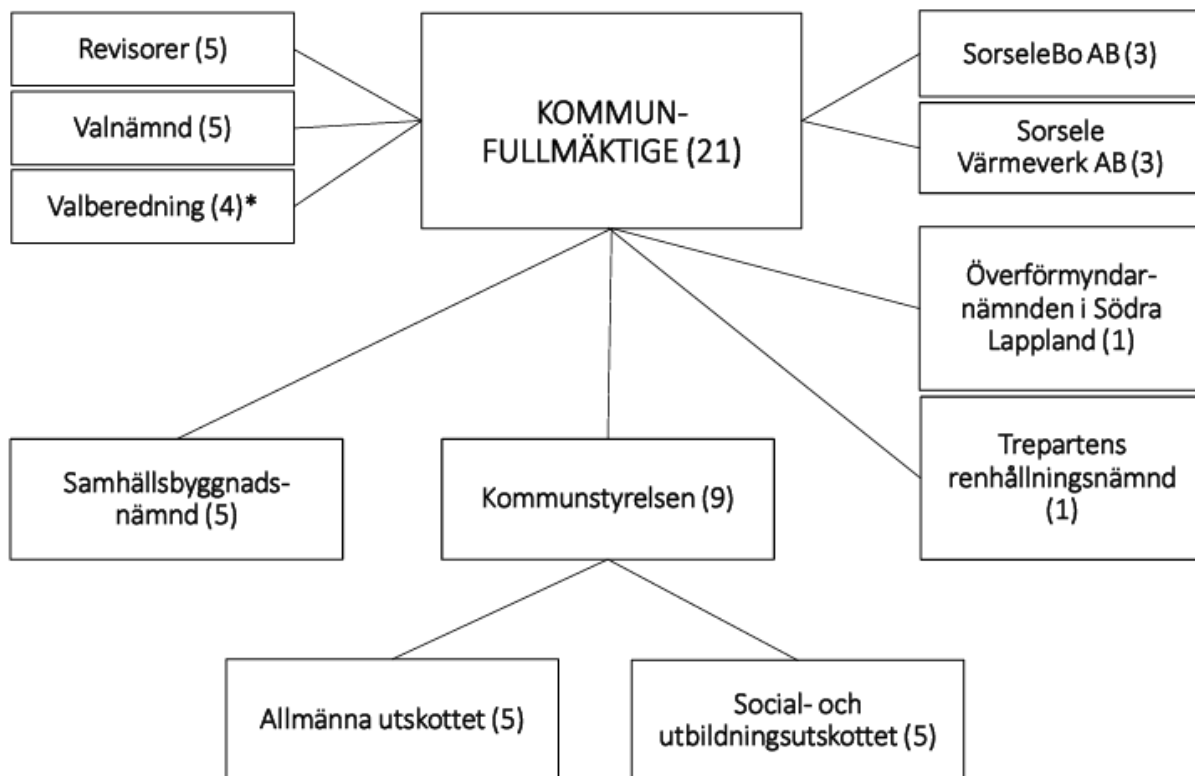 Revisorer (5)
Valnämnd (5)
Valberedning (4)*
KOMMUN-
FULLMÄKTIGE (21)
SorseleBo AB (3)
Sorsele
Värmeverk AB (3)
Överförmyndar-
nämnden i Södra
Lappland (1)
Trepartens
renhållningsnämnd
(1)
Samhällsbyggnads-
nämnd (5)
Kommunstyrelsen (9)
Allmänna utskottet (5)
Social- och
utbildningsutskottet (5)